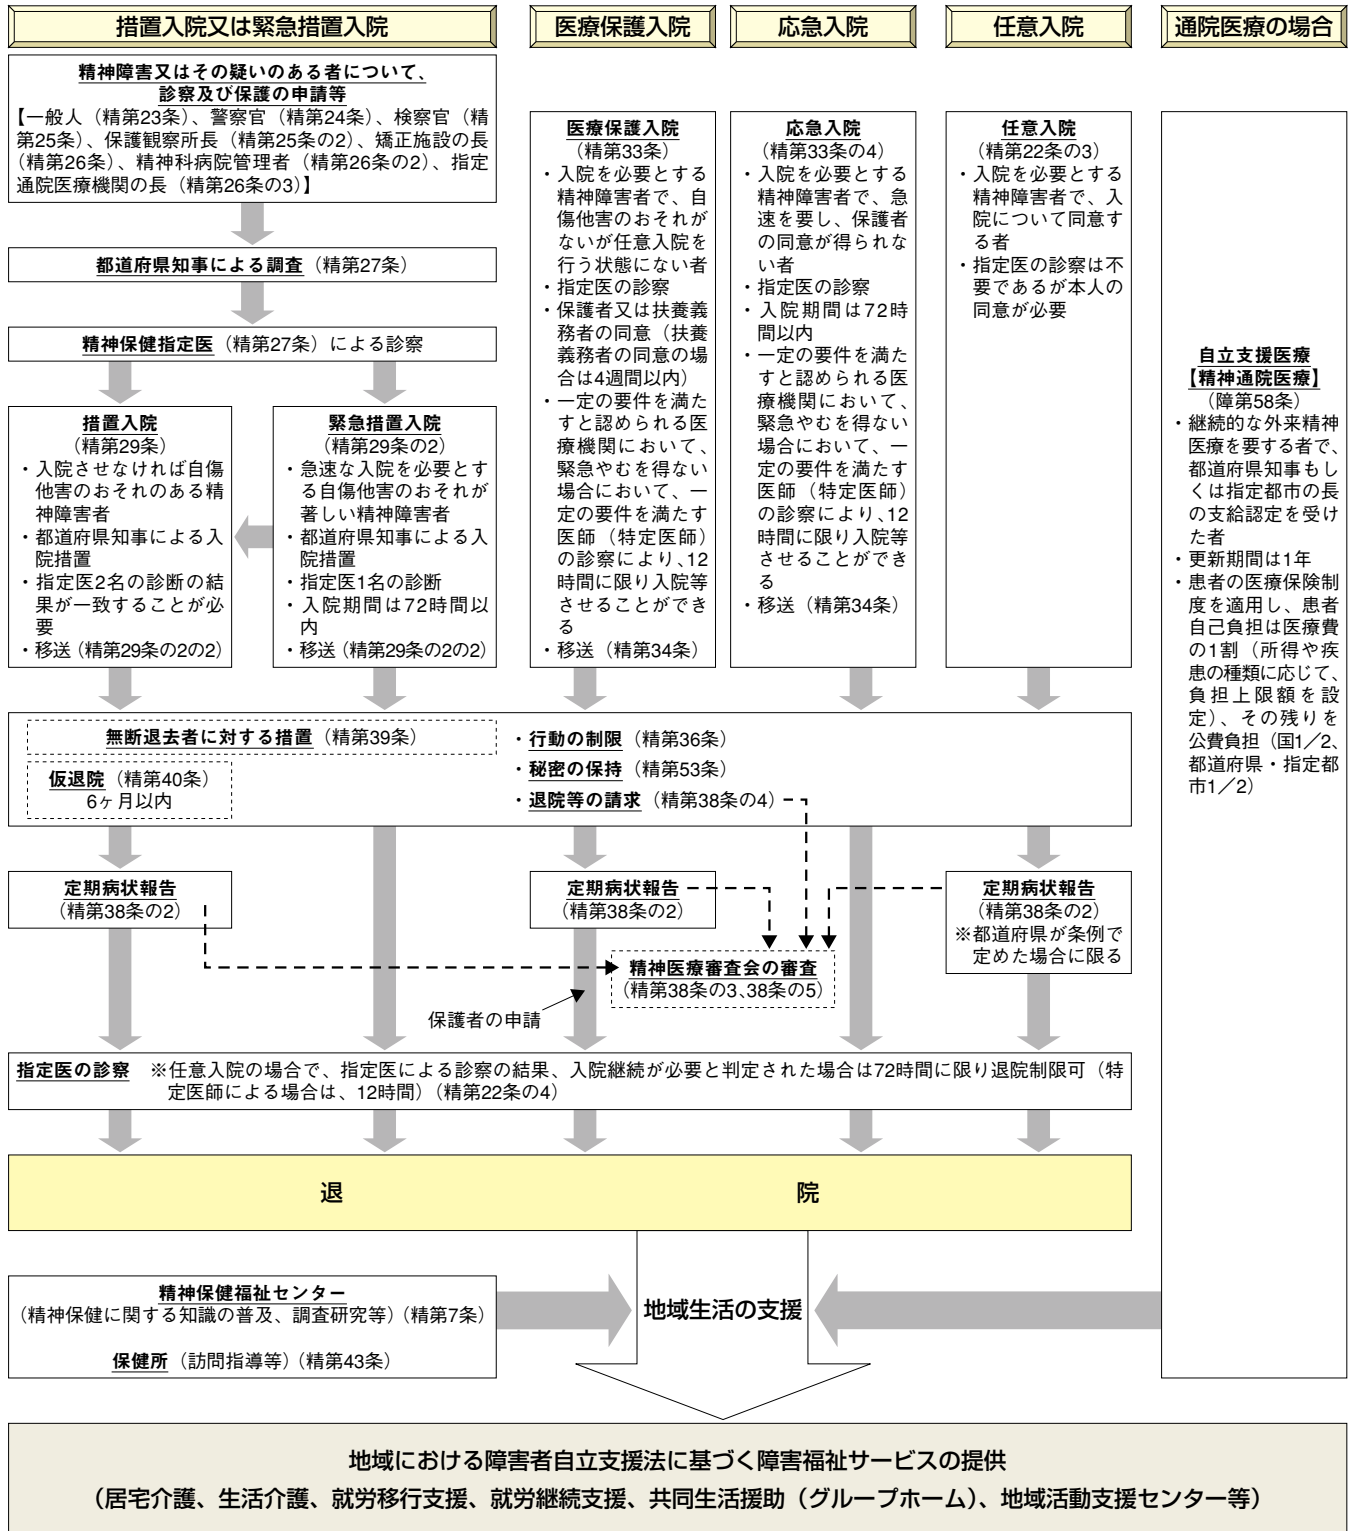 措置入院又は緊急措置入院
医療保護入院
応急入院
任意入院
通院医療の場合
精神障害又はその疑いのある者について、
診察及び保護の申請等
【一般人（精第23条）、警察官（精第24条）、検察官（精
第25条）、保護観察所長（精第25条の2）、矯正施設の長
（精第26条）、精神科病院管理者（精第26条の2）、指定
通院医療機関の長（精第26条の3）】
都道府県知事による調査（精第27条）
精神保健指定医（精第27条）による診察
措置入院
（精第29条）
・入院させなければ自傷
他害のおそれのある精
神障害者
・都道府県知事による入
院措置
・指定医2名の診断の結
果が一致することが必
要
・移送（精第29条の2の2）
緊急措置入院
（精第29条の2）
・急速な入院を必要とす
る自傷他害のおそれが
著しい精神障害者
・都道府県知事による入
院措置
・指定医1名の診断
・入院期間は72時間以
内
・移送（精第29条の2の2）
医療保護入院
（精第33条）
・入院を必要とする
精神障害者で、自
傷他害のおそれが
ないが任意入院を
行う状態にない者
・指定医の診察
・保護者又は扶養義
務者の同意（扶養
義務者の同意の場
合は4週間以内）
・一定の要件を満た
すと認められる医
療機関において、
緊急やむを得ない
場合において、一
定の要件を満たす
医師（特定医師）
の診察により、12
時間に限り入院等
させることができ
る
・移送（精第34条）
応急入院
（精第33条の4）
・入院を必要とする
精神障害者で、急
速を要し、保護者
の同意が得られな
い者
・指定医の診察
・入院期間は72時
間以内
・一定の要件を満た
すと認められる医
療機関において、
緊急やむを得ない
場合において、一
定の要件を満たす
医師（特定医師）
の診察により、12
時間に限り入院等
させることができ
る
・移送（精第34条）
任意入院
（精第22条の3）
・入院を必要とする
精神障害者で、入
院について同意す
る者
・指定医の診察は不
要であるが本人の
同意が必要
自立支援医療
【精神通院医療】
（障第58条）
・継続的な外来精神
医療を要する者で、
都道府県知事もし
くは指定都市の長
の支給認定を受け
た者
・更新期間は1年
・患者の医療保険制
度を適用し、患者
自己負担は医療費
の1割（所得や疾
患の種類に応じて、
負担上限額を設
定）、その残りを
公費負担（国1／2、
都道府県・指定都
市1／2）
無断退去者に対する措置（精第39条）
仮退院（精第40条）
6ヶ月以内
・行動の制限（精第36条）
・秘密の保持（精第53条）
・退院等の請求（精第38条の4）
定期病状報告
（精第38条の2）
定期病状報告
（精第38条の2）
定期病状報告
（精第38条の2）
※都道府県が条例で
定めた場合に限る
精神医療審査会の審査
（精第38条の3、38条の5）
保護者の申請
指定医の診察　※任意入院の場合で、指定医による診察の結果、入院継続が必要と判定された場合は72時間に限り退院制限可（特
定医師による場合は、12時間）（精第22条の4）
退　院
精神保健福祉センター
（精神保健に関する知識の普及、調査研究等）（精第7条）
保健所（訪問指導等）（精第43条）
地域生活の支援
地域における障害者自立支援法に基づく障害福祉サービスの提供
（居宅介護、生活介護、就労移行支援、就労継続支援、共同生活援助（グループホーム）、地域活動支援センター等）